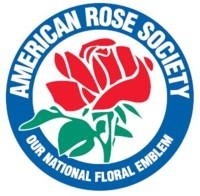 AMERICAN ROSE SOCIETY
OUR NATIONAL FLORAL EMBLEM